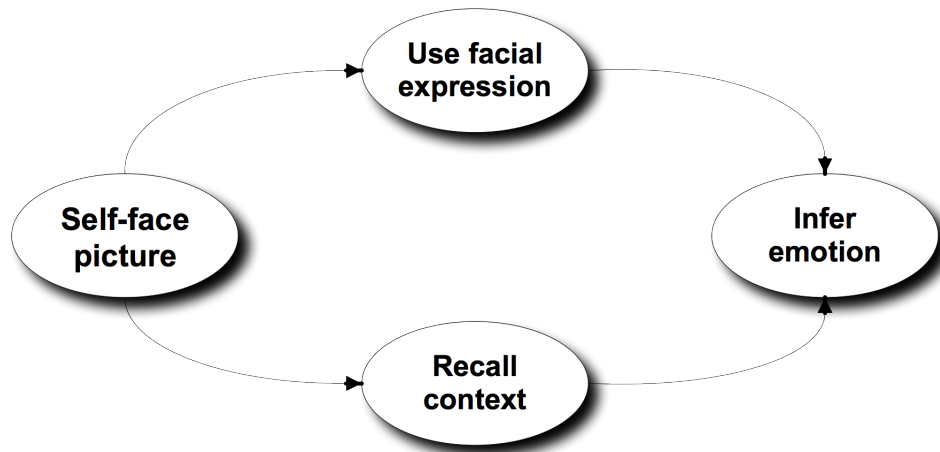 Use facial
expression
Self-face
picture
Infer
emotion
Recall
context